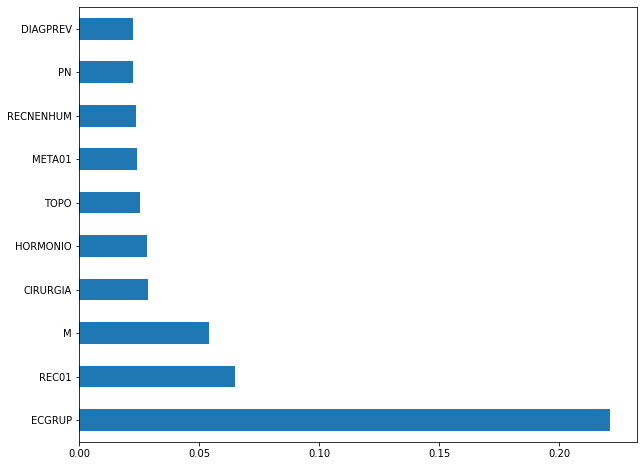 DIAGPREV
PN
RECNENHUM
META01
TOPO
HORMONIO
CIRURGIA
M
REC01
ECGRUP
0.00 0.05 0.10 0.15 0.20